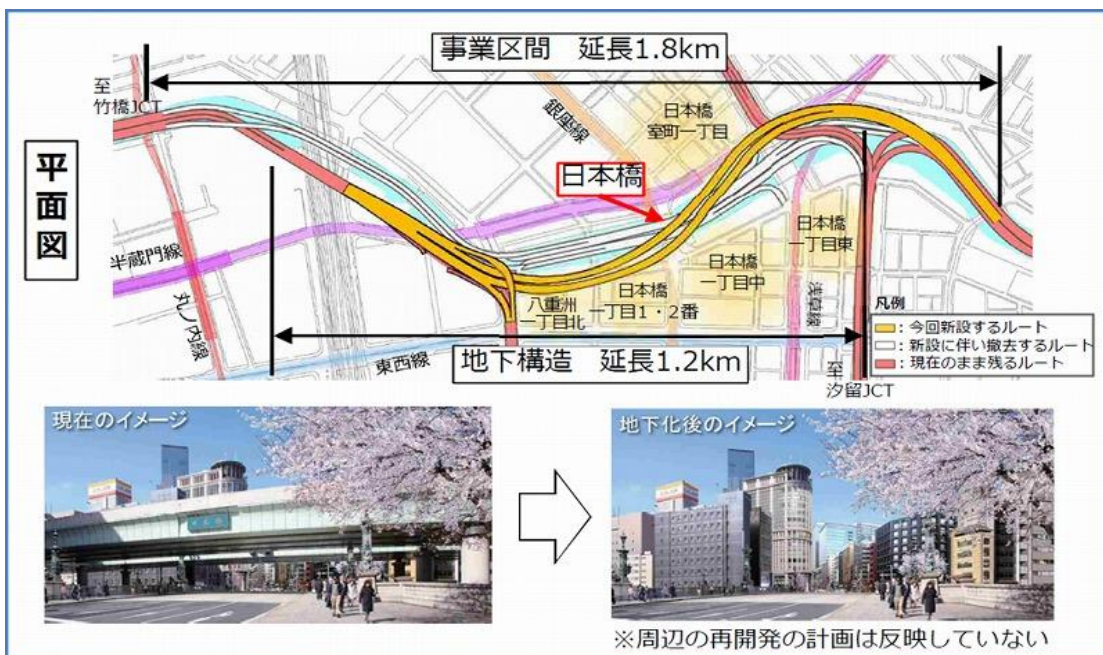 事業区間 延長1.8km
至
竹橋JCT
平面図
銀座線
日本橋
室町一丁目
日本橋
半蔵門線
丸ノ内線
日本橋
一丁目東
日本橋
一丁目中
日本橋
一丁目1・2番
八重洲
一丁目北
浅草線
東西線
地下構造 延長1.2km
至
汐留JCT
凡例
:今回新設するルート
:新設に伴い撤去するルート
:現在のまま残るルート
現在のイメージ
地下化後のイメージ
※周辺の再開発の計画は反映していない